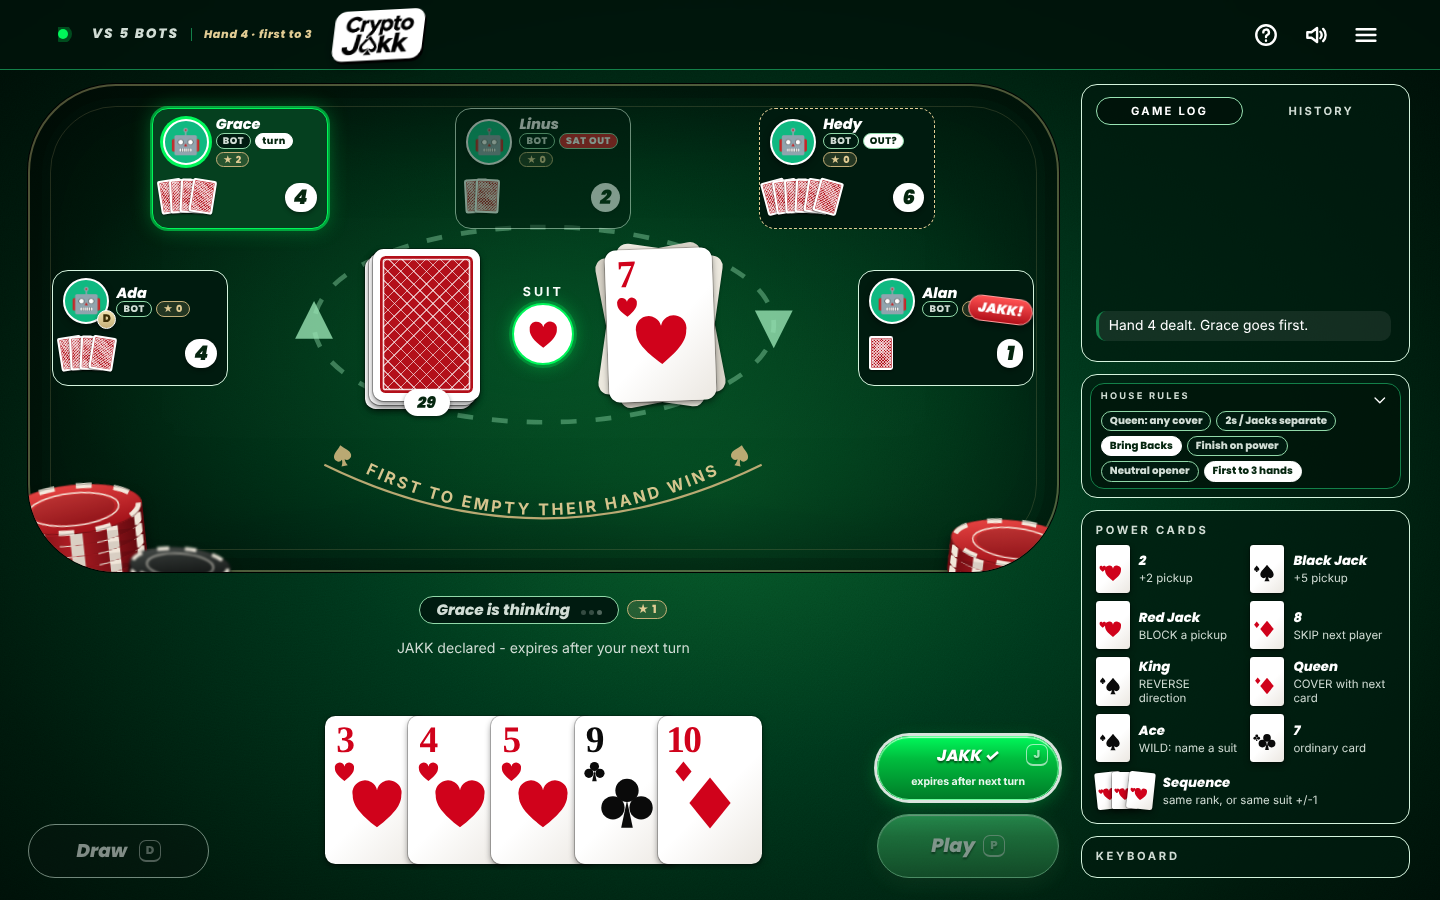 VS 5 BOTS
Hand 4 · first to 3
Crypto
Jakk
Grace
BOT
turn
★ 2
4
Linus
BOT
SAT OUT
★ 0
2
Hedy
BOT
OUT?
★ 0
6
Ada
BOT
★ 0
D
4
Alan
BOT
JAKK!
1
29
SUIT
7
FIRST TO EMPTY THEIR HAND WINS
Grace is thinking ...
★ 1
JAKK declared - expires after your next turn
3
4
5
9
10
JAKK ✓
J
expires after next turn
Draw
D
Play
P
GAME LOG
HISTORY
Hand 4 dealt. Grace goes first.
HOUSE RULES
Queen: any cover
2s / Jacks separate
Bring Backs
Finish on power
Neutral opener
First to 3 hands
POWER CARDS
2
+2 pickup
Black Jack
+5 pickup
Red Jack
BLOCK a pickup
8
SKIP next player
King
REVERSE
direction
Queen
COVER with next
card
Ace
WILD: name a suit
7
ordinary card
Sequence
same rank, or same suit +/-1
KEYBOARD